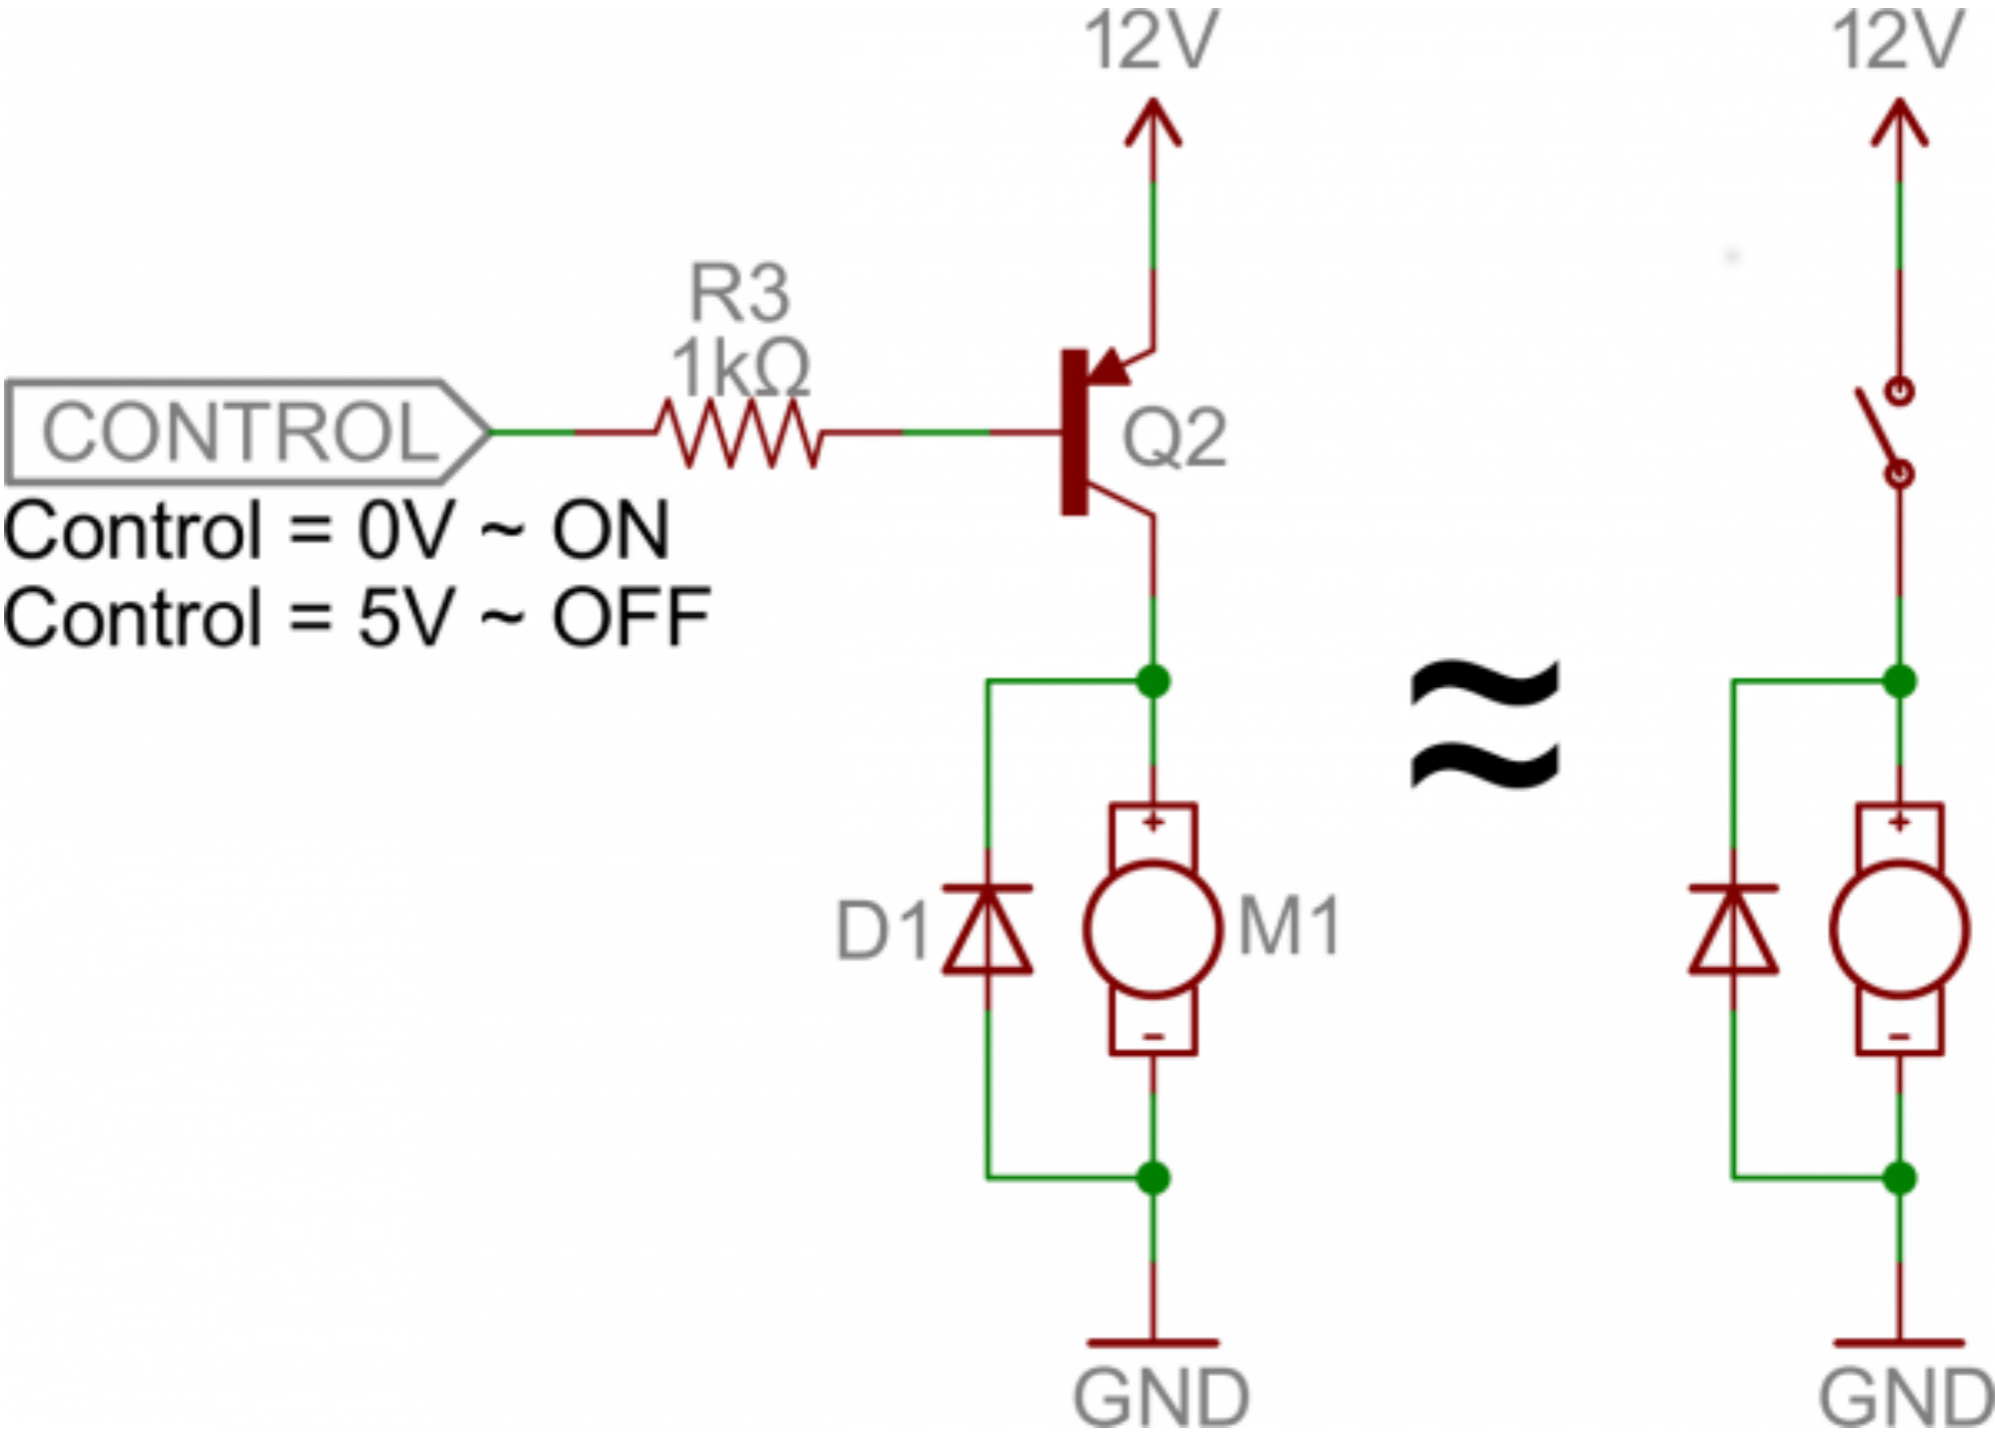 12V
12V
R3
1kΩ
CONTROL
Q2
Control = 0V ~ ON
Control = 5V ~ OFF
≈
+
+
D1
M1
-
-
GND
GND